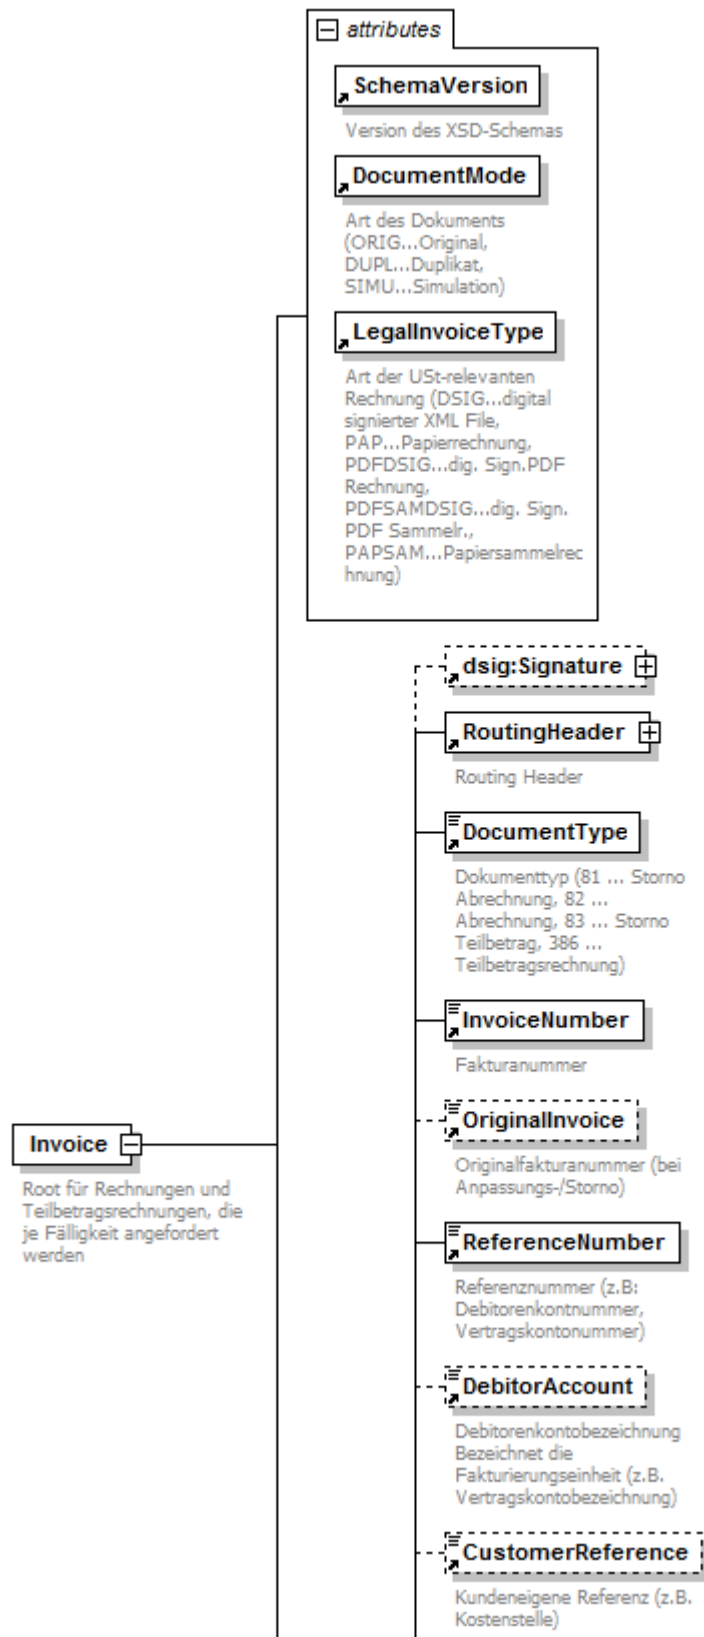 attributes
SchemaVersion
Version des XSD-Schemas
DocumentMode
Art des Dokuments
(ORIG...Original,
DUPL...Duplikat,
SIMU...Simulation)
LegalInvoiceType
Art der USt-relevanten
Rechnung (DSIG...digital
signierter XML File,
PAP...Papierrechnung,
PDFDSIG...dig. Sign.PDF
Rechnung,
PDFSAMDSIG...dig. Sign.
PDF Sammelr.,
PAPSAM...Papiersammelrec
hnung)
dsig:Signature
RoutingHeader
Routing Header
DocumentType
Dokumenttyp (81 ... Storno
Abrechnung, 82 ...
Abrechnung, 83 ... Storno
Teilbetrag, 386 ...
Teilbetragsrechnung)
InvoiceNumber
Fakturanummer
OriginalInvoice
Originalfakturanummer (bei
Anpassungs-/Storno)
Invoice
Root für Rechnungen und
Teilbetragsrechnungen, die
je Fälligkeit angefordert
werden
ReferenceNumber
Referenznummer (z.B:
Debitorenkontnummer,
Vertragskontonummer)
DebitorAccount
Debitorenkontobezeichnung
Bezeichnet die
Fakturierungseinheit (z.B.
Vertragskontobezeichnung)
CustomerReference
Kundeneigene Referenz (z.B.
Kostenstelle)